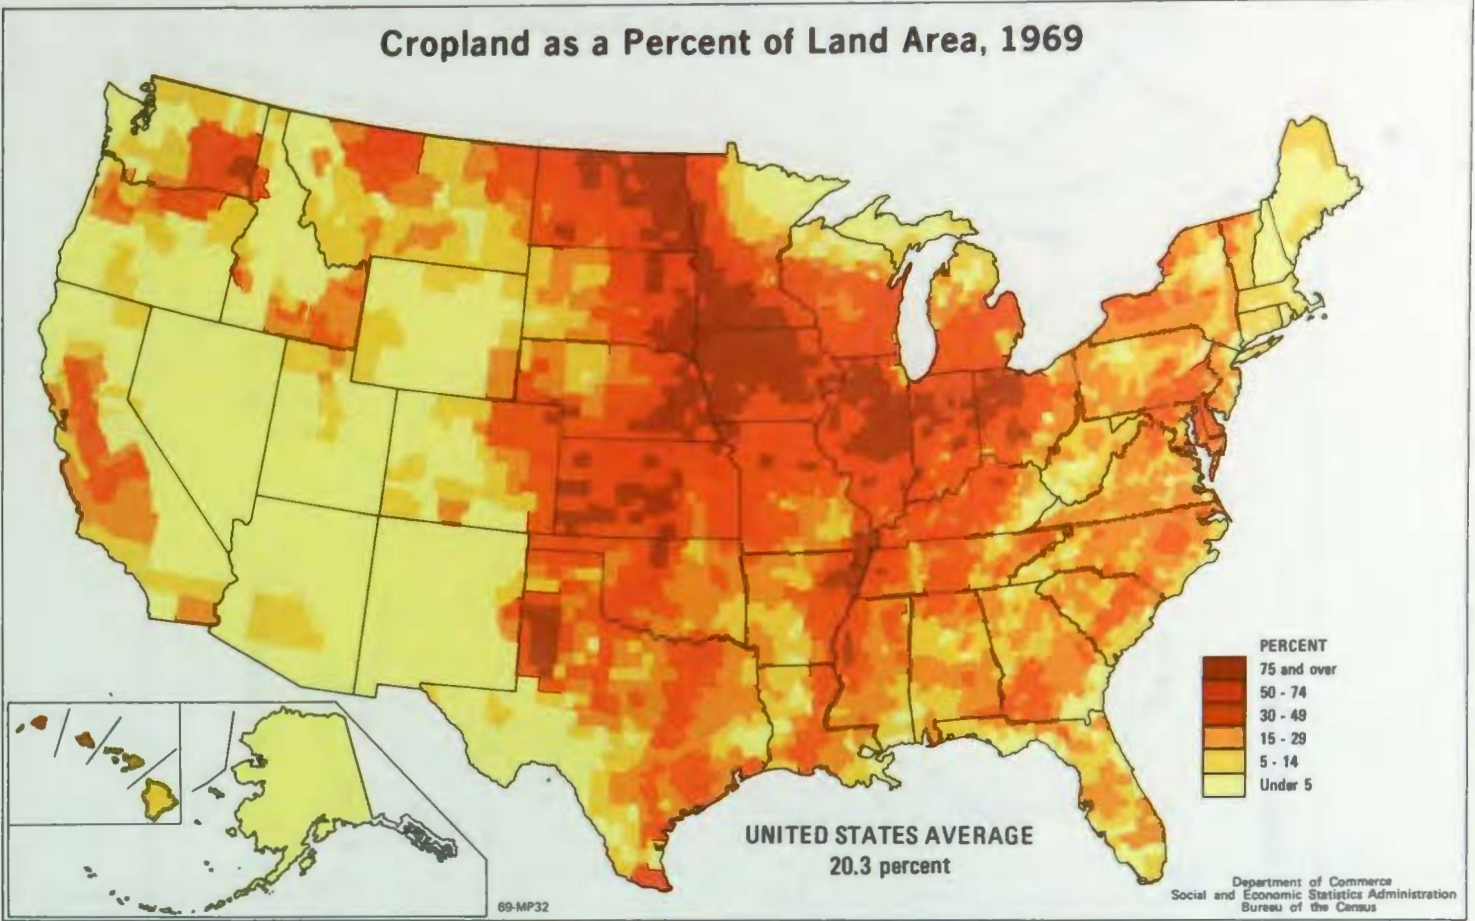 Cropland as a Percent of Land Area, 1969
PERCENT
75 and over
50 - 74
30 - 49
15 - 29
5 - 14
Under 5
UNITED STATES AVERAGE
20.3 percent
69-MP32
Department of Commerce
Social and Economic Statistics Administration
Bureau of the Census